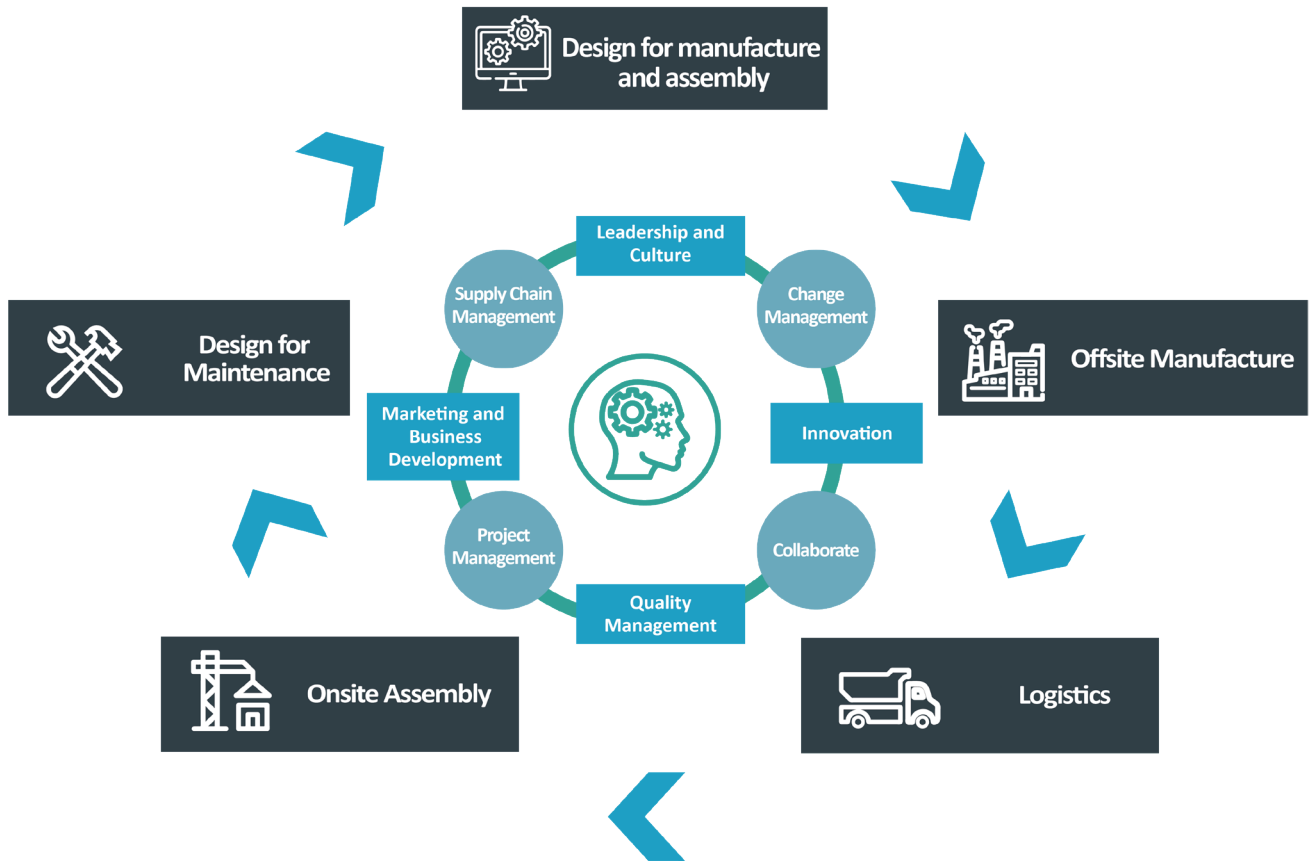 Design for manufacture
and assembly
Leadership and
Culture
Supply Chain
Management
Change
Management
Design for
Maintenance
Offsite Manufacture
Marketing and
Business
Development
Innovation
Project
Management
Collaborate
Quality
Management
Onsite Assembly
Logistics